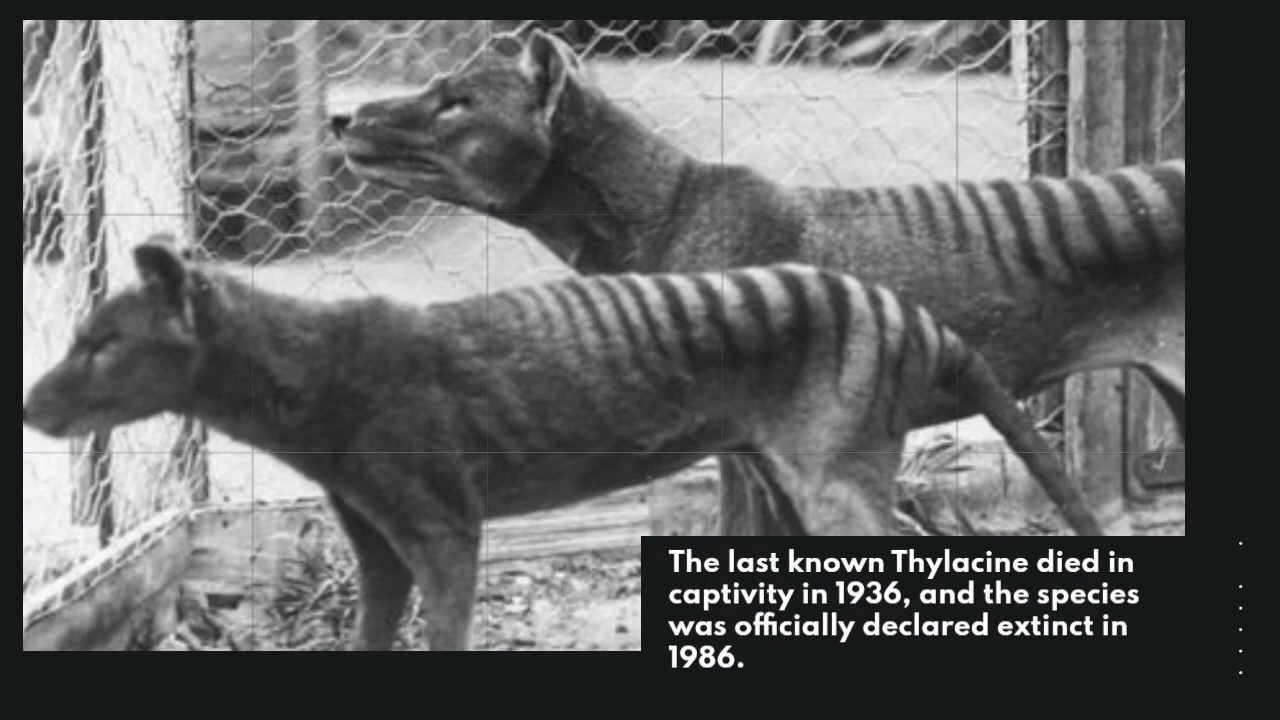 The last known Thylacine died in
captivity in 1936, and the species
was officially declared extinct in
1986.